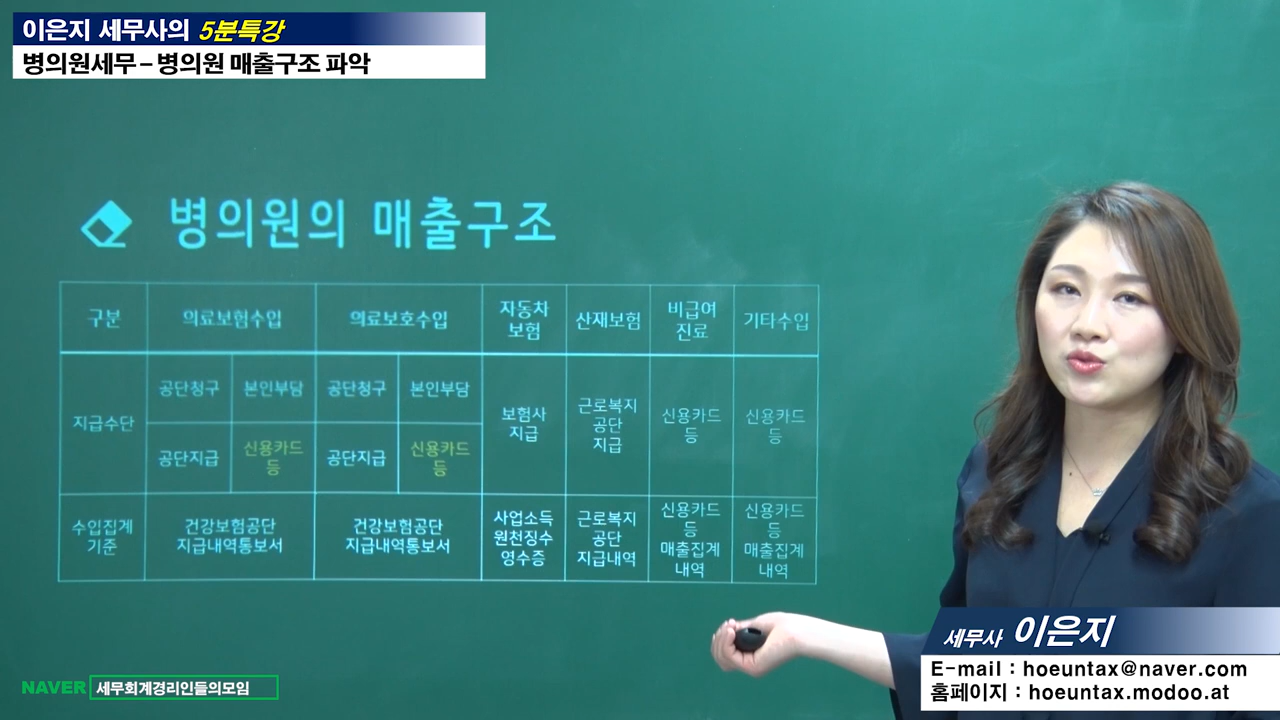 이은지 세무사의 5분특강
병의원세무 – 병의원 매출구조 파악
병의원의 매출구조
구분
의료보험수입
의료보호수입
자동차
보험
산재보험
비급여
진료
기타수입
지급수단
공단청구
본인부담
공단청구
본인부담
공단지급
신용카드
등
공단지급
신용카드
등
보험사
지급
근로복지
공단
지급
신용카드
등
신용카드
등
수입집계
기준
건강보험공단
지급내역통보서
건강보험공단
지급내역통보서
사업소득
원천징수
영수증
근로복지
공단
지급내역
신용카드
등
매출집계
내역
신용카드
등
매출집계
내역
세무사 이은지
E-mail : hoeuntax@naver.com
홈페이지 : hoeuntax.modoo.at
NAVER 세무회계경리인들의모임